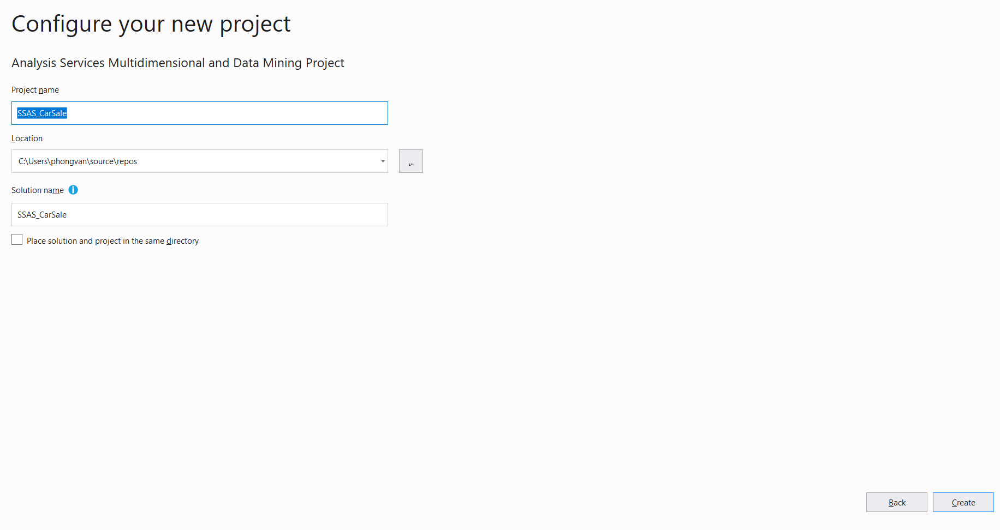 Configure your new project
Analysis Services Multidimensional and Data Mining Project
Project name
SSAS_CarSale
Location
C:\Users\phongvan\source\repos
...
Solution name
SSAS_CarSale
Place solution and project in the same directory
Back
Create